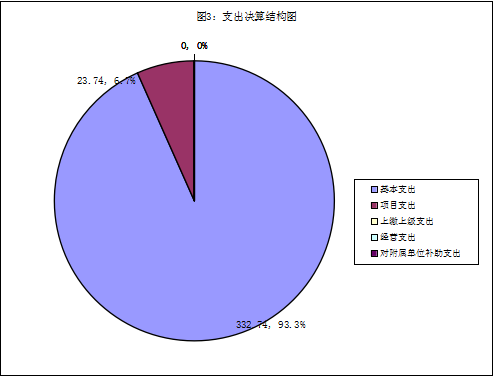 图3：支出决算结构图
0, 0%
23.74, 6.7%
332.74, 93.3%
基本支出
项目支出
上缴上级支出
经营支出
对附属单位补助支出